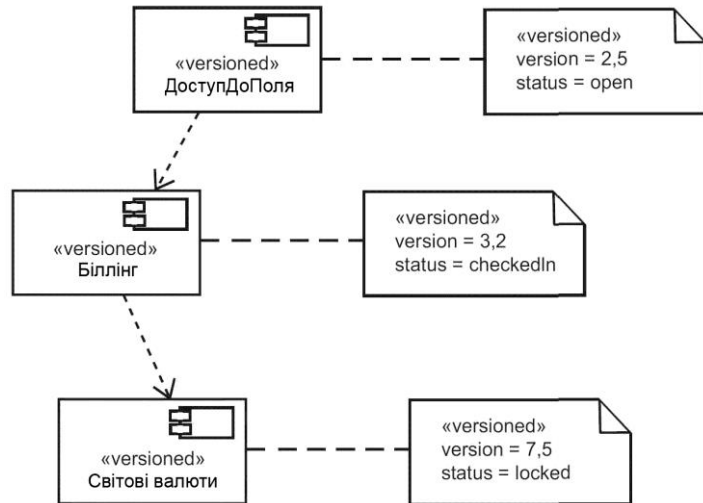 «versioned»
ДоступДоПоля
«versioned»
version = 2,5
status = open
«versioned»
Біллінг
«versioned»
version = 3,2
status = checkedIn
«versioned»
Світові валюти
«versioned»
version = 7,5
status = locked